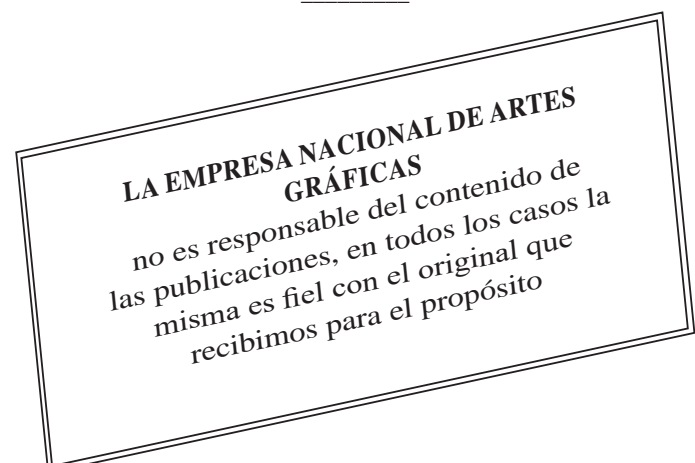 LA EMPRESA NACIONAL DE ARTES
GRÁFICAS
no es responsable del contenido de
las publicaciones, en todos los casos la
misma es fiel con el original que
recibimos para el propósito